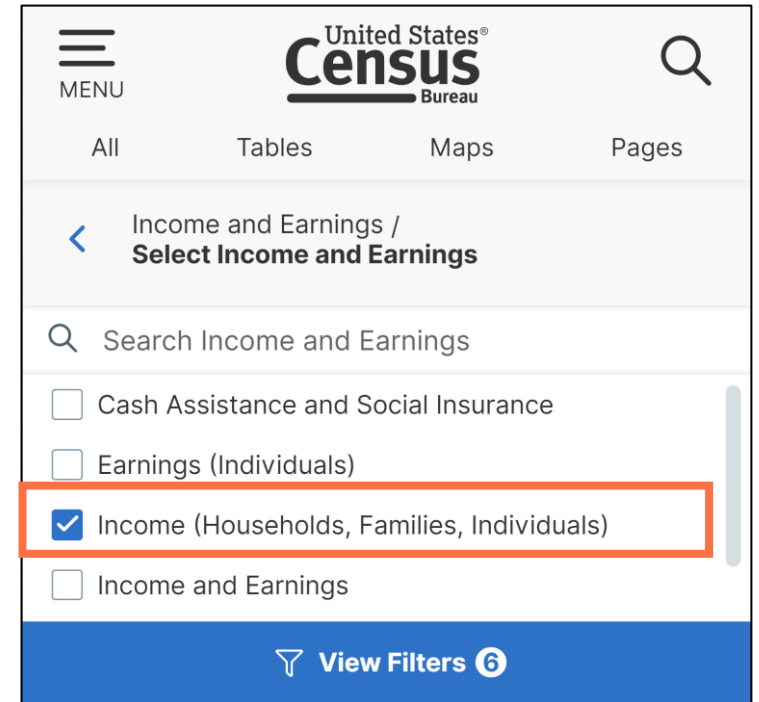 MENU
United States®
Census
Bureau
All Tables Maps Pages
Income and Earnings /
Select Income and Earnings
Search Income and Earnings
Cash Assistance and Social Insurance
Earnings (Individuals)
Income (Households, Families, Individuals)
Income and Earnings
View Filters 6